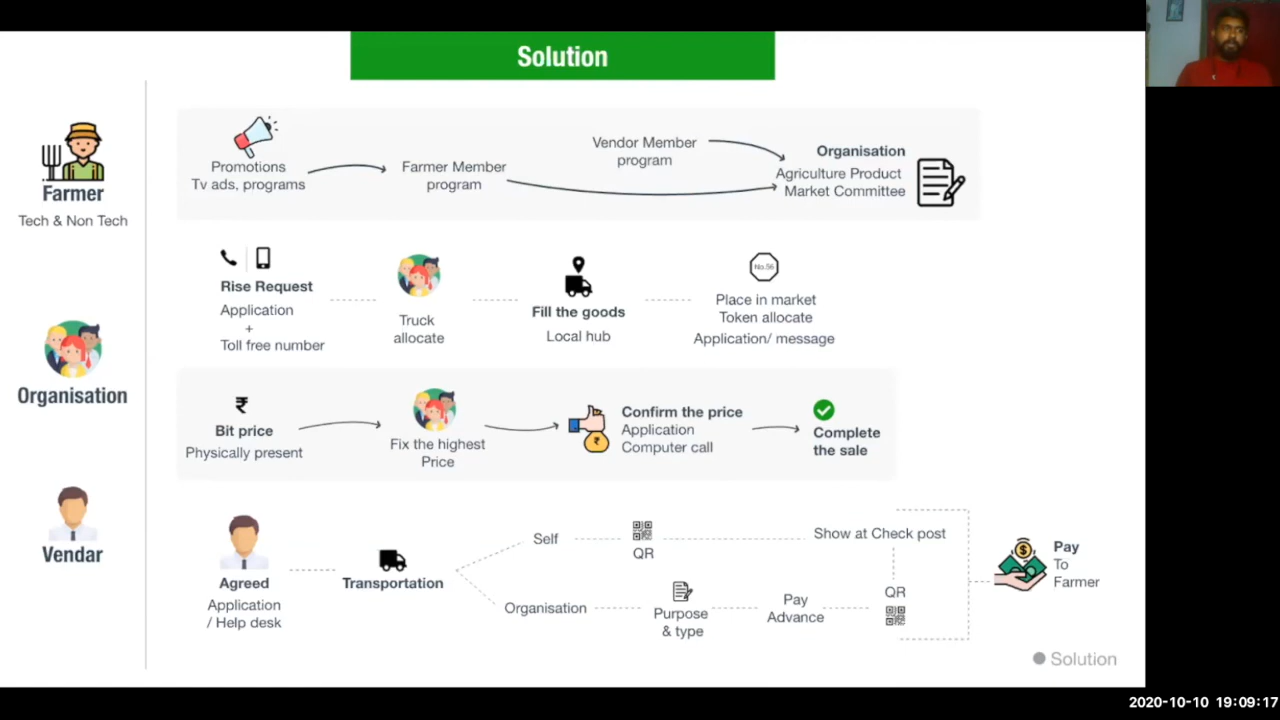 Solution
Farmer
Tech & Non Tech
Organisation
Vendar
Promotions
Tv ads, programs
Farmer Member
program
Vendor Member
program
Organisation
Agriculture Product
Market Committee
Rise Request
Application
+
Toll free number
Truck
allocate
Fill the goods
Local hub
No.56
Place in market
Token allocate
Application/ message
₹
Bit price
Physically present
Fix the highest
Price
₹
Confirm the price
Application
Computer call
Complete
the sale
Agreed
Application
/ Help desk
Transportation
Self
QR
Show at Check post
Organisation
Purpose
& type
Pay
Advance
QR
$
Pay
To
Farmer
Solution
2020-10-10 19:09:17